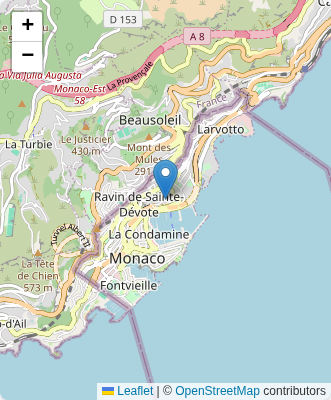 +
−
D 153
A 8
La Provençale
Via Julia Augusta
Monaco-Est
58
France
Beausoleil
Larvotto
Le Justicier
430 m
La Turbie
Mont des
Mules
291
Ravin de Sainte-
Dévote
Tunnel Albert II
La Condamine
Monaco
La Tête
de Chien
573 m
Fontvieille
-d'Ail
Leaflet | © OpenStreetMap contributors